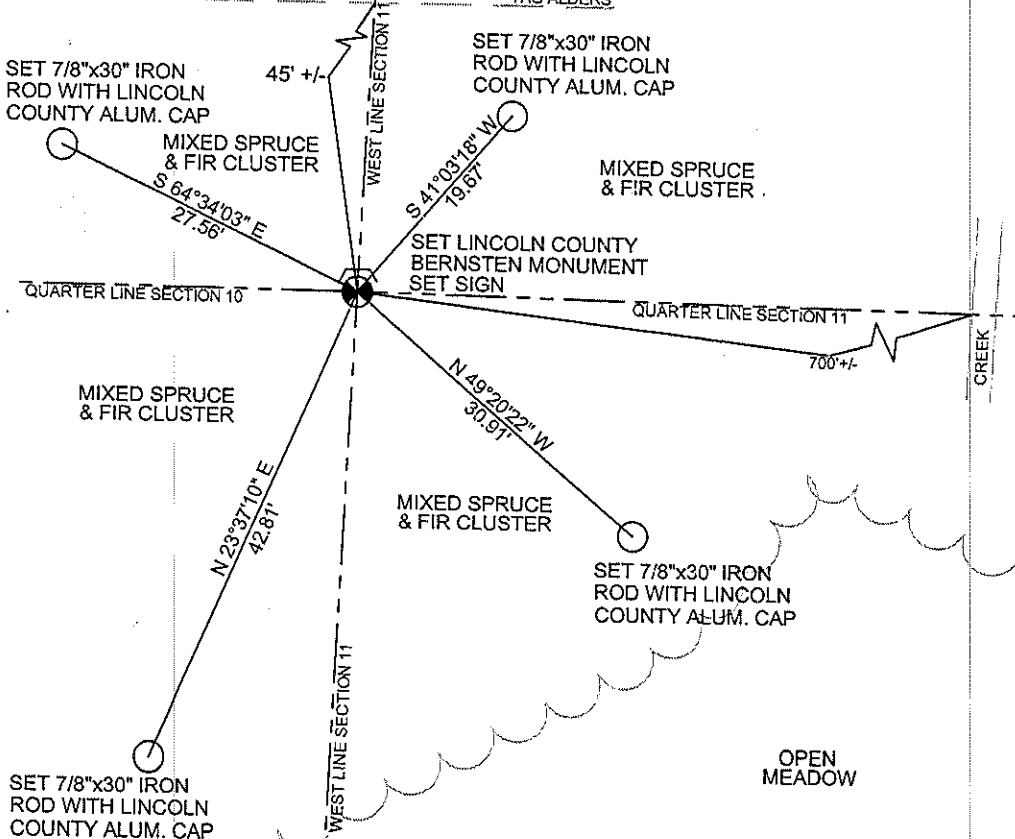 TAG ALDERS
WEST LINE SECTION 11
45' +/-
SET 7/8"x30" IRON
ROD WITH LINCOLN
COUNTY ALUM. CAP
SET 7/8"x30" IRON
ROD WITH LINCOLN
COUNTY ALUM. CAP
MIXED SPRUCE
& FIR CLUSTER
MIXED SPRUCE
& FIR CLUSTER
S 64°34'03" E
27.56'
S 41°03'18" W
19.67'
SET LINCOLN COUNTY
BERNSTEN MONUMENT
SET SIGN
QUARTER LINE SECTION 10
QUARTER LINE SECTION 11
700'+/-
CREEK
MIXED SPRUCE
& FIR CLUSTER
N 49°20'22" W
30.91'
N 23°37'10" E
42.81'
MIXED SPRUCE
& FIR CLUSTER
SET 7/8"x30" IRON
ROD WITH LINCOLN
COUNTY ALUM. CAP
WEST LINE SECTION 11
OPEN
MEADOW
SET 7/8"x30" IRON
ROD WITH LINCOLN
COUNTY ALUM. CAP